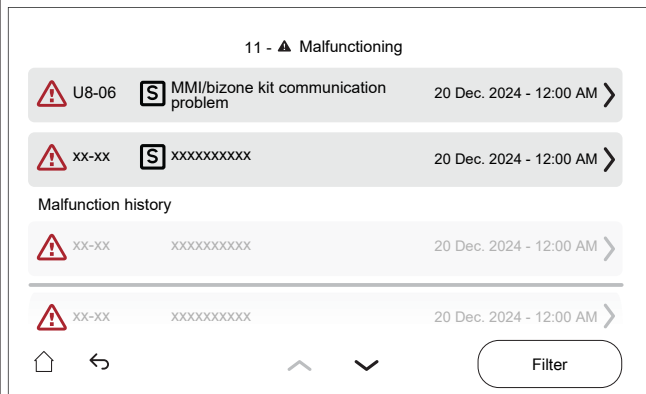 11 - Malfunctioning
U8-06 S MMI/bizone kit communication 20 Dec. 2024 - 12:00 AM
problem
xx-xx S xxxxxxxxxx 20 Dec. 2024 - 12:00 AM
Malfunction history
xx-xx xxxxxxxxxx 20 Dec. 2024 - 12:00 AM
xx-xx xxxxxxxxxx 20 Dec. 2024 - 12:00 AM
Filter